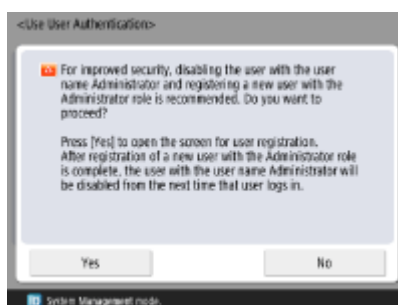 <Use User Authentication>
For improved security, disabling the user with the user
name Administrator and registering a new user with the
Administrator role is recommended. Do you want to
proceed?
Press [Yes] to open the screen for user registration.
After registration of a new user with the Administrator role
is complete, the user with the user name Administrator will
be disabled from the next time that user logs in.
Yes
No
System Management mode.